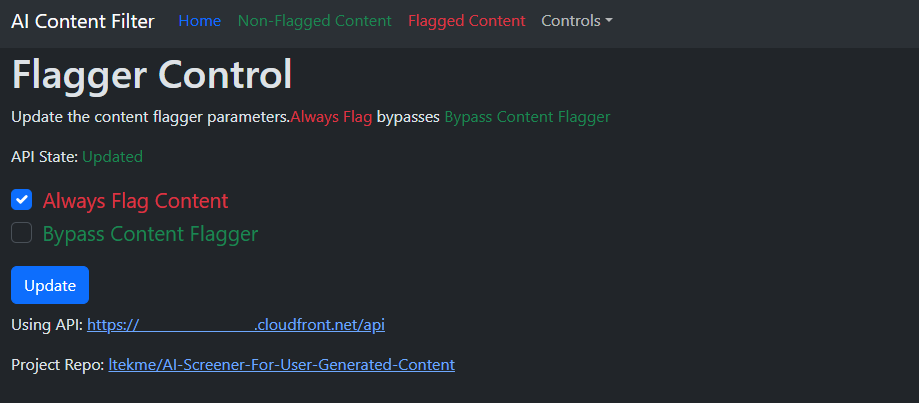 AI Content Filter Home Non-Flagged Content Flagged Content Controls
Flagger Control
Update the content flagger parameters.Always Flag bypasses Bypass Content Flagger
API State: Updated
Always Flag Content
Bypass Content Flagger
Update
Using API: https:// .cloudfront.net/api
Project Repo: ltekme/AI-Screener-For-User-Generated-Content